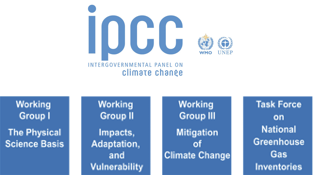 ipcc
INTERGOVERNMENTAL PANEL ON
climate change
WMO
UNEP
Working
Group I
The Physical
Science Basis
Working
Group II
Impacts,
Adaptation,
and
Vulnerability
Working
Group III
Mitigation
of
Climate Change
Task Force
on
National
Greenhouse
Gas
Inventories